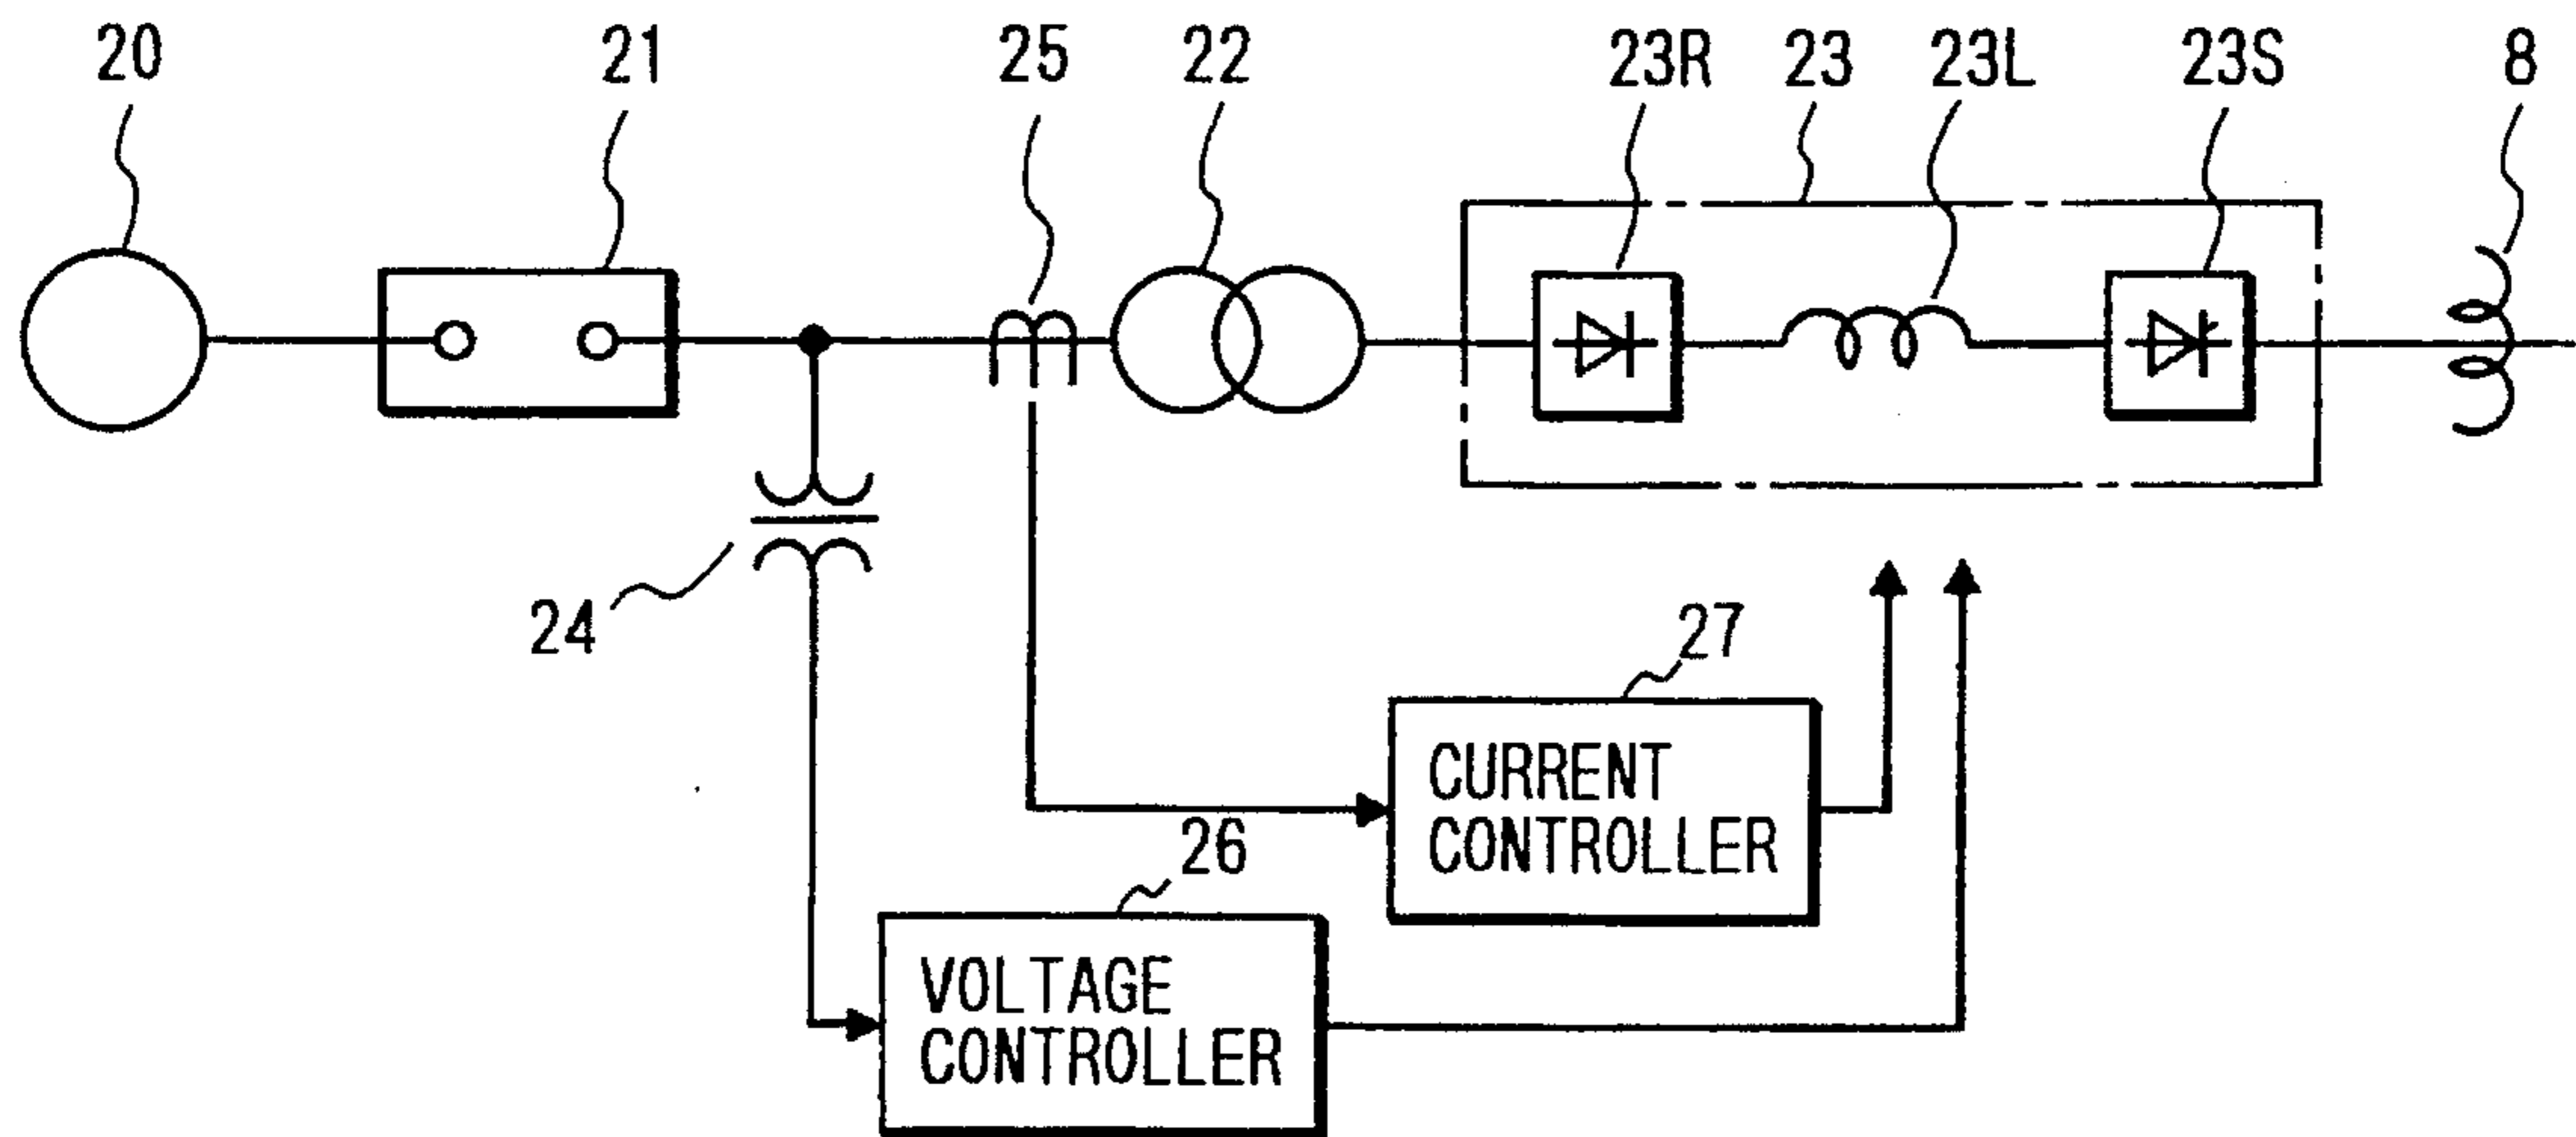 20
21
25
22
23R
23
23L
23S
8
24
27
CURRENT
CONTROLLER
26
VOLTAGE
CONTROLLER